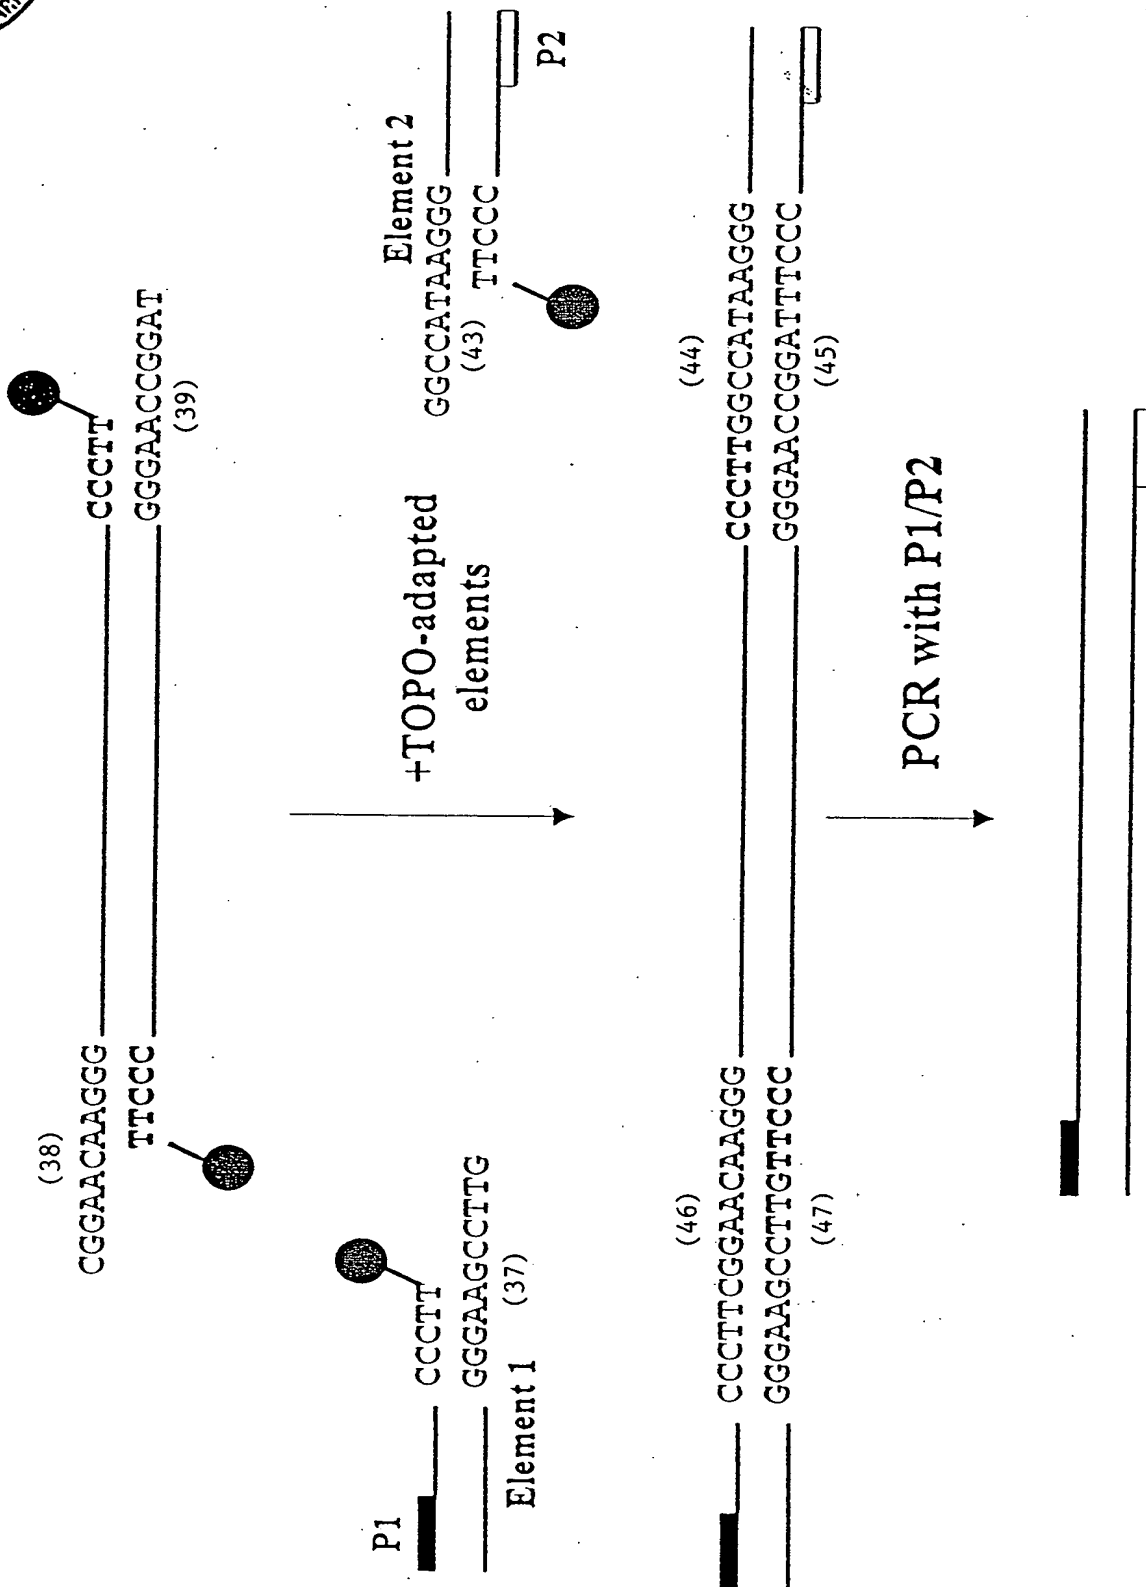 (38)
CGGAACAAGGG
CCCTT
TTCCC
GGGAACCGGAT
(39)
P1
CCCTT
GGGAAGCCTTG
Element 1
(37)
+TOPO-adapted
elements
Element 2
GGCCATAAGGG
(43)
TTCCC
P2
(46)
(44)
CCCTTCGGAACAAGGG
CCCTTGGCCATAAGGG
GGGAAGCCTTGTTCCC
GGGAACCGGATTTCCC
(47)
(45)
PCR with P1/P2